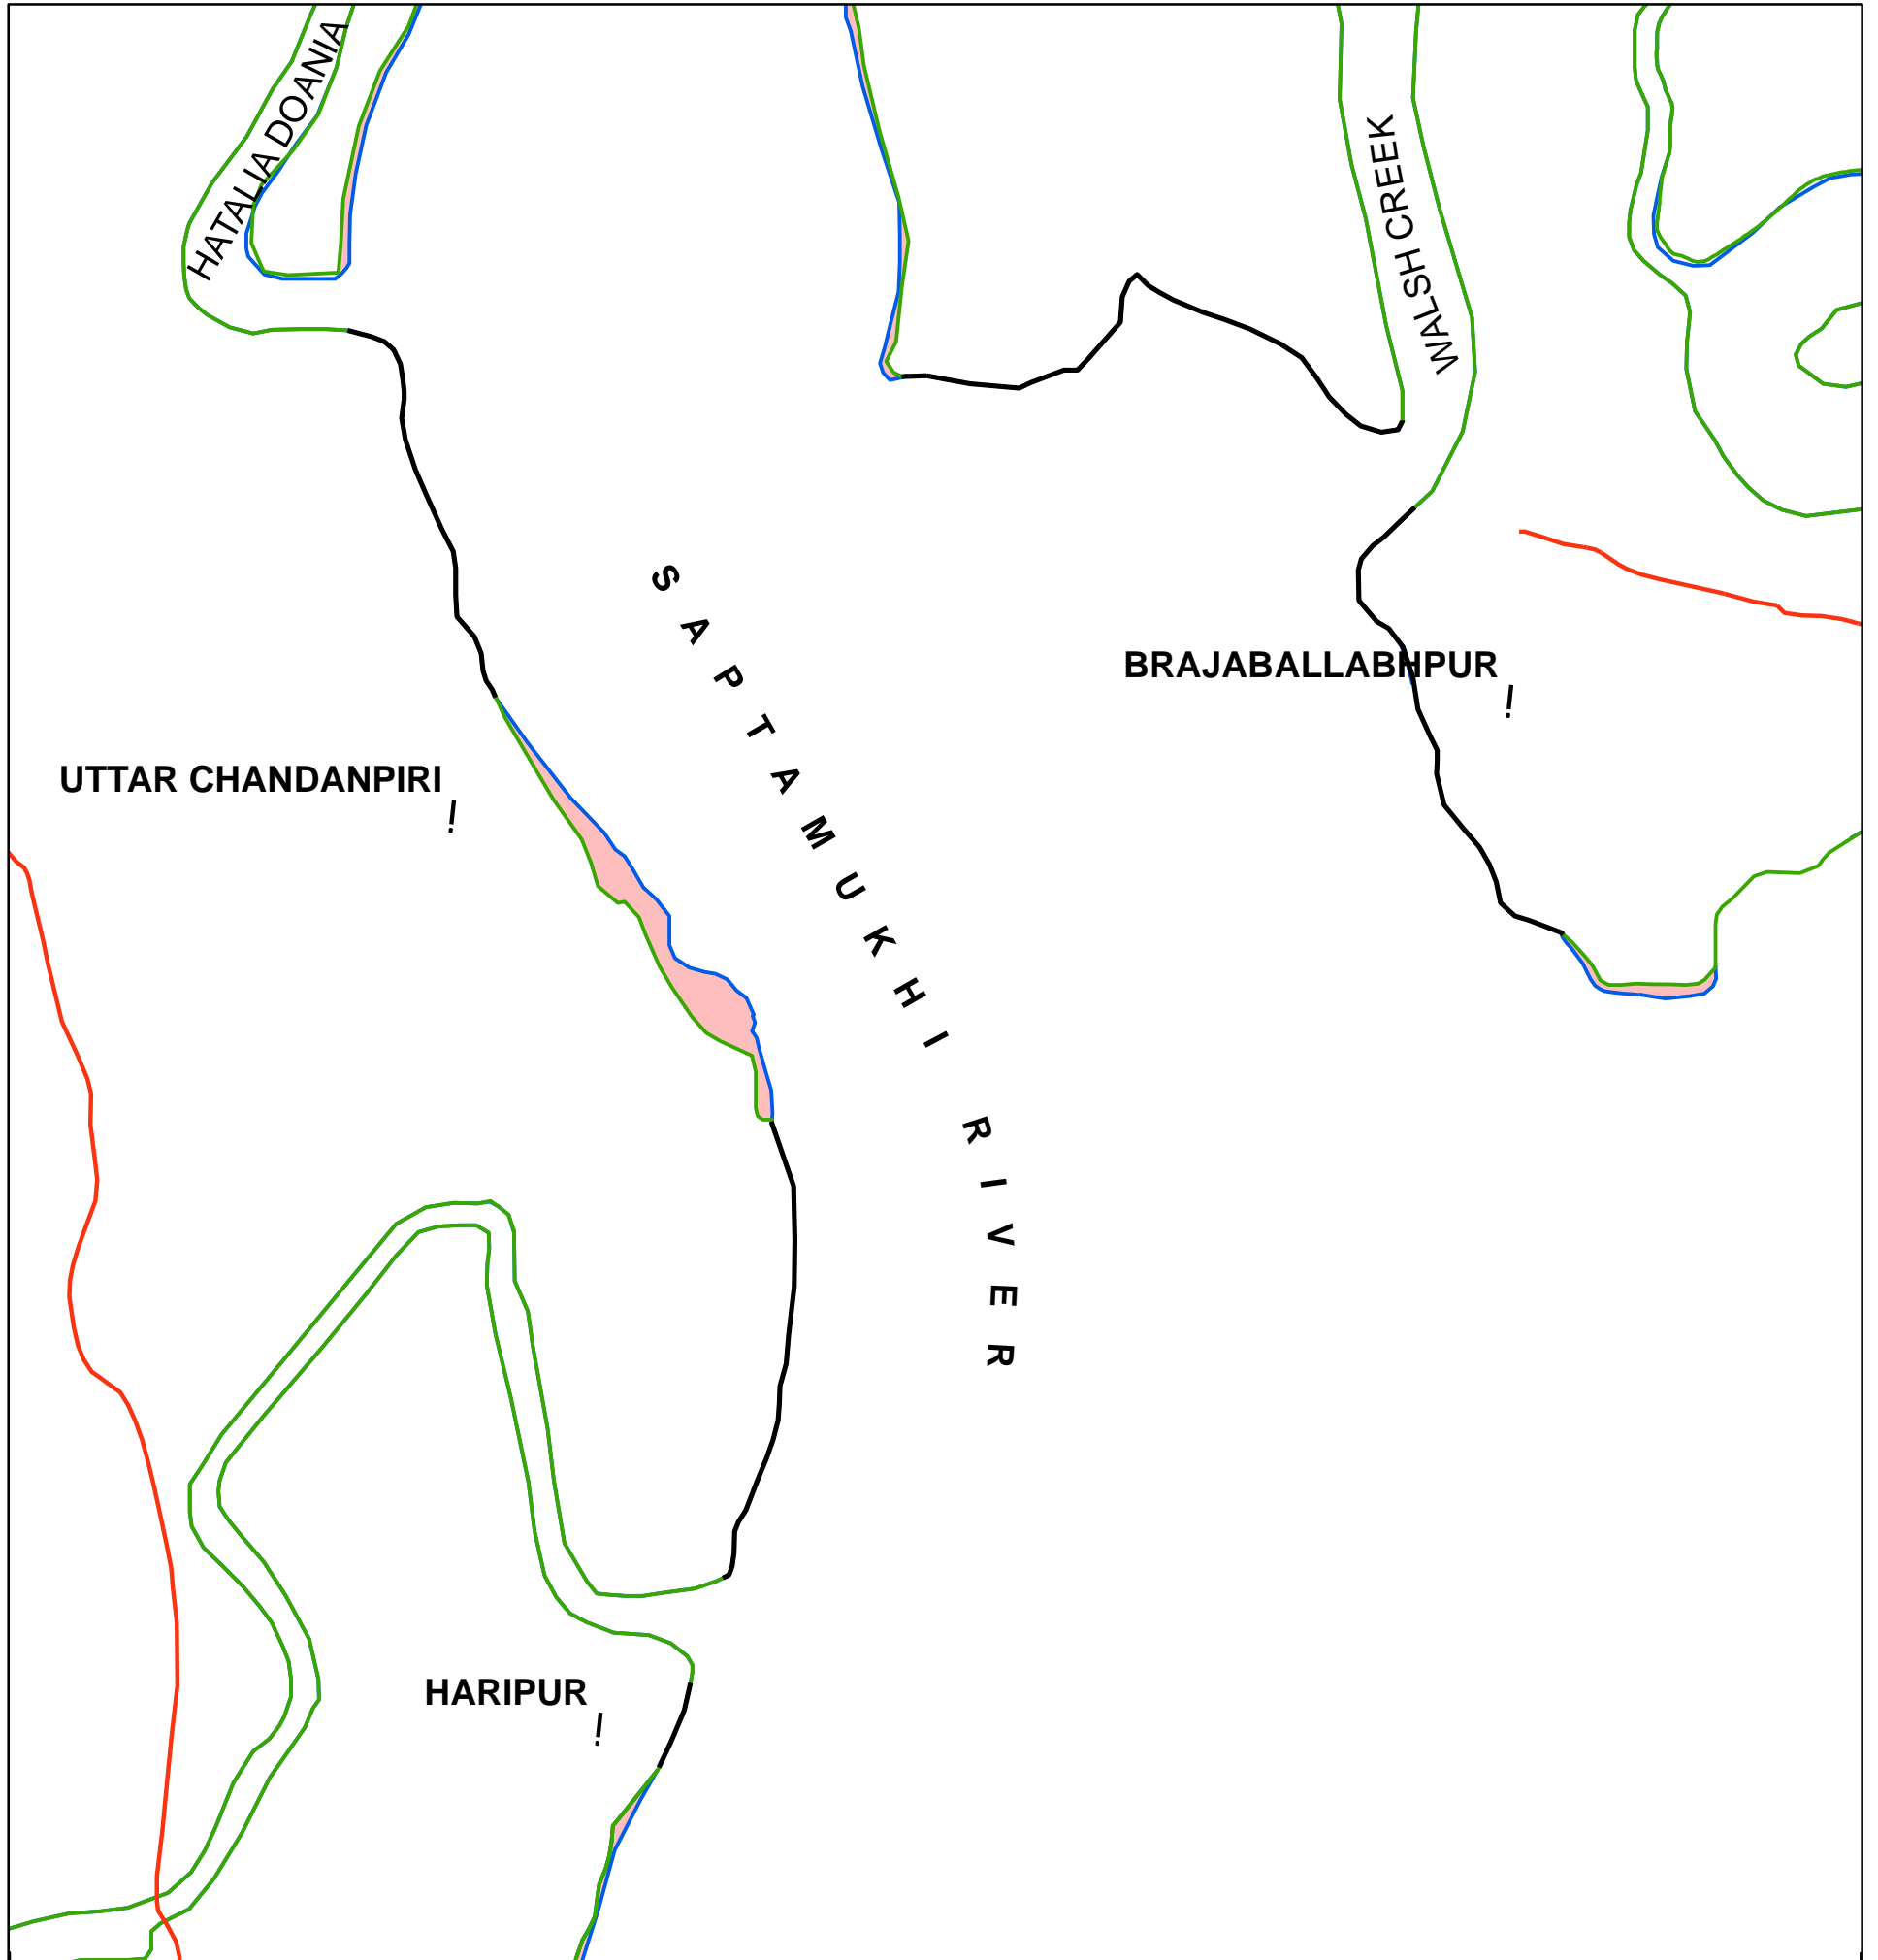 HATALIA DOANIA
WALSH CREEK
SAPTAMUKHI RIVER
BRAJABALLABHPUR
!
UTTAR CHANDANPIRI
!
HARIPUR
!